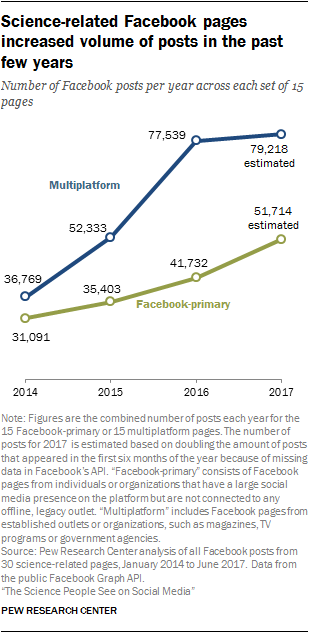 Science-related Facebook pages
increased volume of posts in the past
few years
Number of Facebook posts per year across each set of 15
pages
77,539
79,218
estimated
Multiplatform
52,333
51,714
estimated
41,732
36,769
35,403
Facebook-primary
31,091
2014 2015 2016 2017
Note: Figures are the combined number of posts each year for the
15 Facebook-primary or 15 multiplatform pages. The number of
posts for 2017 is estimated based on doubling the amount of posts
that appeared in the first six months of the year because of missing
data in Facebook's API. “Facebook-primary” consists of Facebook
pages from individuals or organizations that have a large social
media presence on the platform but are not connected to any
offline, legacy outlet. “Multiplatform” includes Facebook pages from
established outlets or organizations, such as magazines, TV
programs or government agencies.
Source: Pew Research Center analysis of all Facebook posts from
30 science-related pages, January 2014 to June 2017. Data from
the public Facebook Graph API.
“The Science People See on Social Media”
PEW RESEARCH CENTER